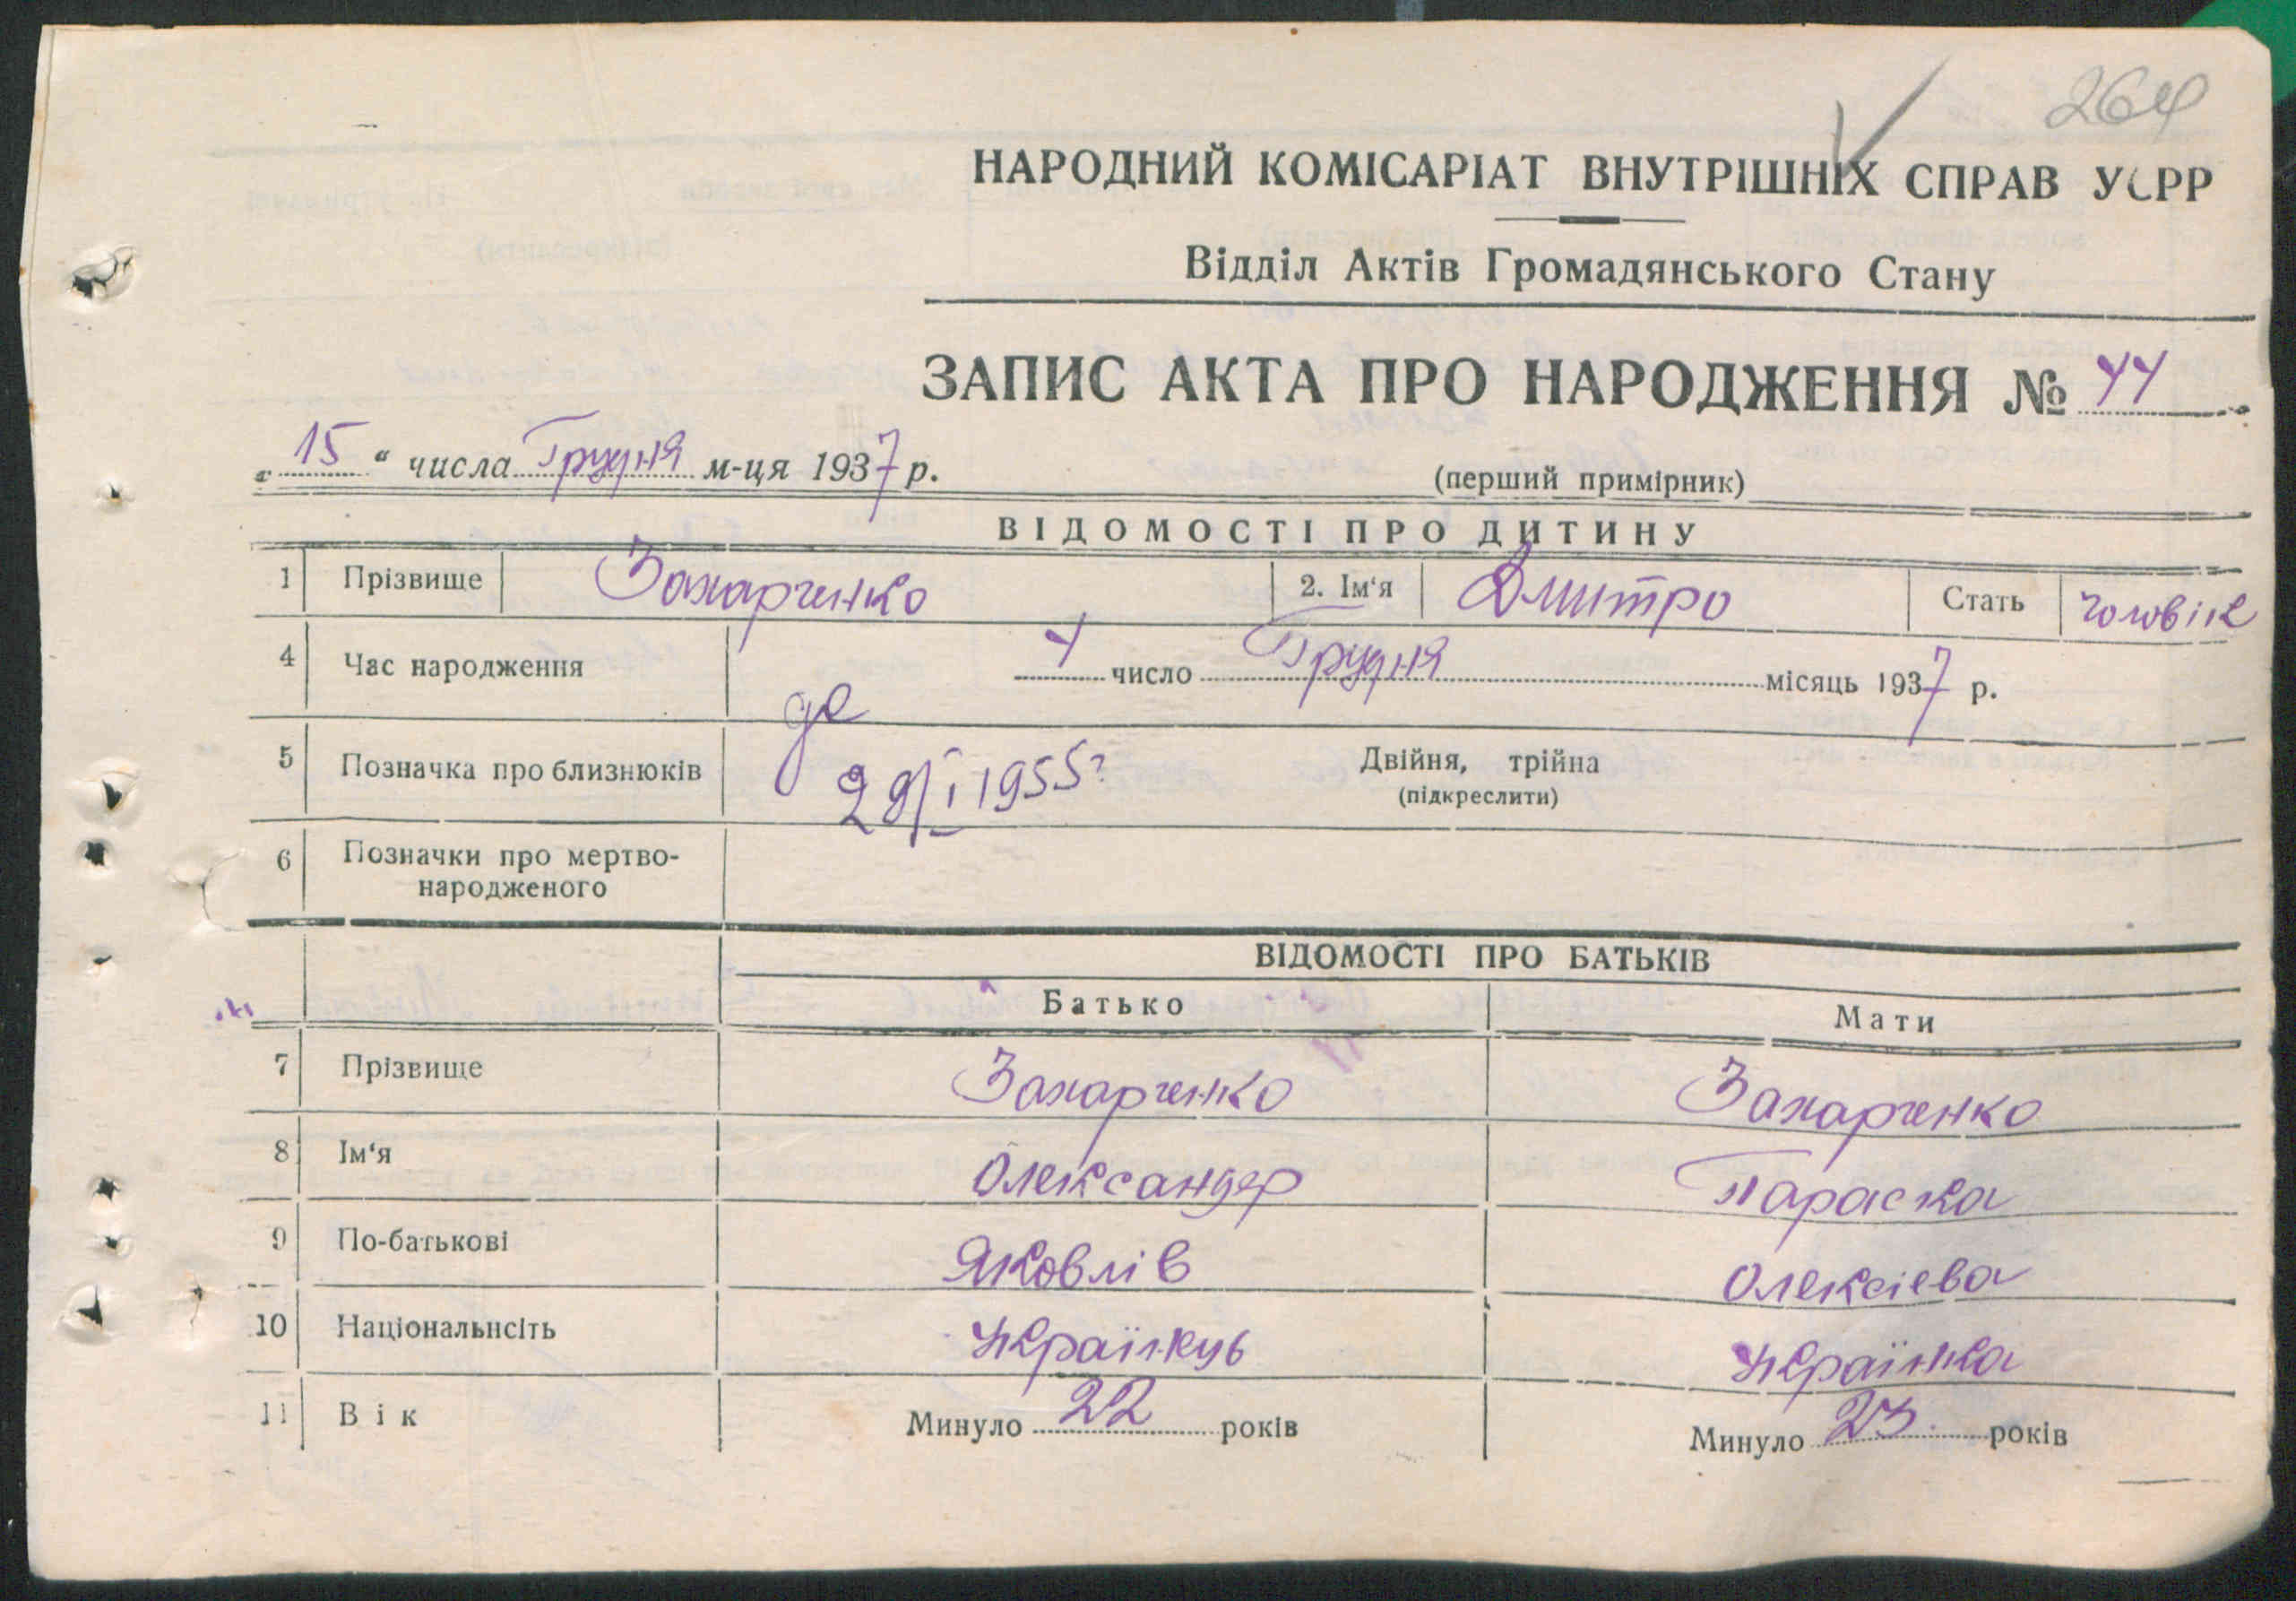 264
НАРОДНИЙ КОМІСАРІАТ ВНУТРІШНІХ СПРАВ УСРР
Відділ Актів Громадянського Стану
ЗАПИС АКТА ПРО НАРОДЖЕННЯ № 44
„ 15 “ числа Грудня м-ця 1937 р.
(перший примірник)
ВІДОМОСТІ ПРО ДИТИНУ
1 Прізвище Захарченко 2. Ім‘я Дмитро Стать Чоловік
4 Час народження 4 число Грудня місяць 1937 р.
5 Позначка про близнюків 29/I 1955 Двійня, трійна
(підкреслити)
6 Позначки про мертво-
народженого
ВІДОМОСТІ ПРО БАТЬКІВ
Батько Мати
7 Прізвище Захарченко Захарченко
8 Ім‘я Олександер Параска
9 По-батькові Яковлів Олексієва
10 Національнсіть Українець Українка
11 Вік Минуло 22 років Минуло 23 років